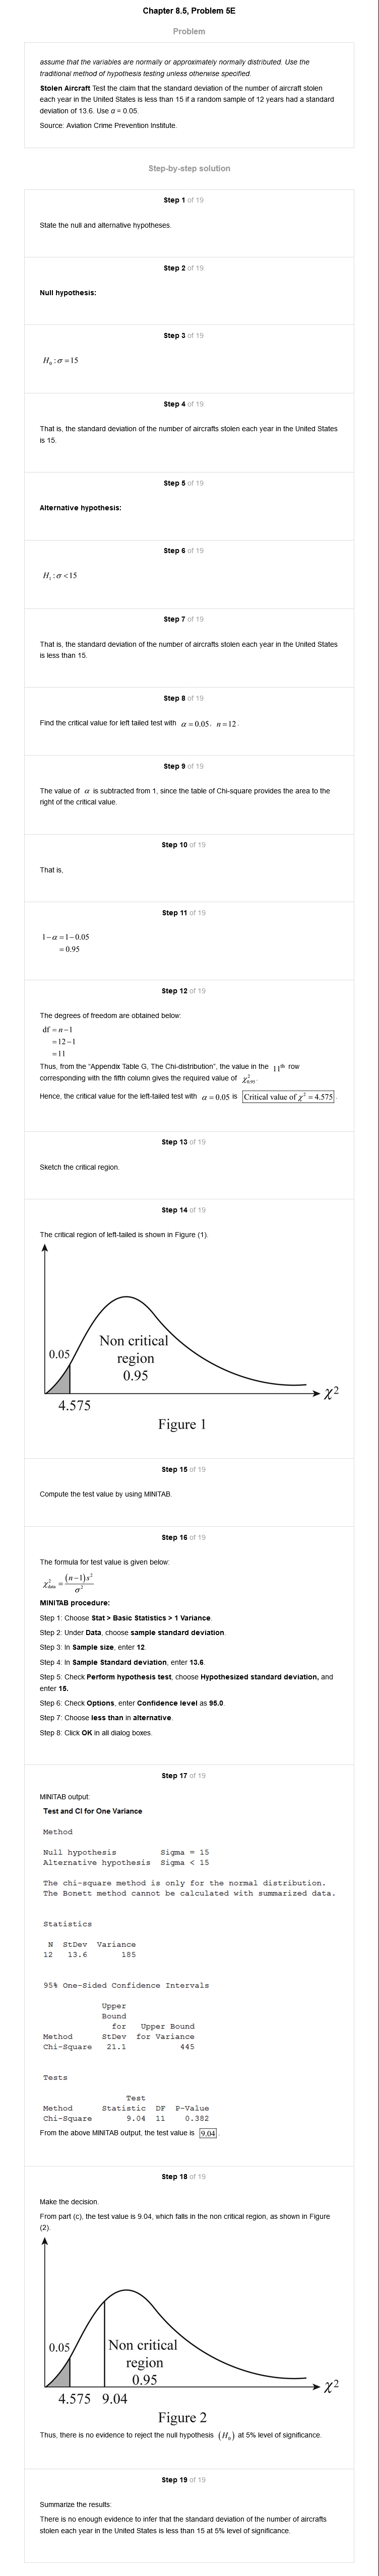 Chapter 8.5, Problem 5E
Problem
assume that the variables are normally or approximately normally distributed. Use the
traditional method of hypothesis testing unless otherwise specified.
Stolen Aircraft Test the claim that the standard deviation of the number of aircraft stolen
each year in the United States is less than 15 if a random sample of 12 years had a standard
deviation of 13.6. Use α = 0.05.
Source: Aviation Crime Prevention Institute.
Step-by-step solution
Step 1 of 19
State the null and alternative hypotheses.
Step 2 of 19
Null hypothesis:
Step 3 of 19
H₀ : σ = 15
Step 4 of 19
That is, the standard deviation of the number of aircrafts stolen each year in the United States
is 15.
Step 5 of 19
Alternative hypothesis:
Step 6 of 19
H₁ : σ < 15
Step 7 of 19
That is, the standard deviation of the number of aircrafts stolen each year in the United States
is less than 15.
Step 8 of 19
Find the critical value for left tailed test with α = 0.05, n = 12.
Step 9 of 19
The value of α is subtracted from 1, since the table of Chi-square provides the area to the
right of the critical value.
Step 10 of 19
That is,
Step 11 of 19
1 − α = 1 − 0.05
= 0.95
Step 12 of 19
The degrees of freedom are obtained below:
df = n − 1
= 12 − 1
= 11
Thus, from the “Appendix Table G, The Chi-distribution”, the value in the 11th row
corresponding with the fifth column gives the required value of χ²0.95.
Hence, the critical value for the left-tailed test with α = 0.05 is Critical value of χ² = 4.575.
Step 13 of 19
Sketch the critical region.
Step 14 of 19
The critical region of left-tailed is shown in Figure (1).
Non critical
0.05 region
0.95
χ2
4.575
Figure 1
Step 15 of 19
Compute the test value by using MINITAB.
Step 16 of 19
The formula for test value is given below:
χ²data = (n−1)s² / σ²
MINITAB procedure:
Step 1: Choose Stat > Basic Statistics > 1 Variance.
Step 2: Under Data, choose sample standard deviation.
Step 3: In Sample size, enter 12.
Step 4: In Sample Standard deviation, enter 13.6.
Step 5: Check Perform hypothesis test, choose Hypothesized standard deviation, and
enter 15.
Step 6: Check Options, enter Confidence level as 95.0.
Step 7: Choose less than in alternative.
Step 8: Click OK in all dialog boxes.
Step 17 of 19
MINITAB output:
Test and CI for One Variance
Method
Null hypothesis Sigma = 15
Alternative hypothesis Sigma < 15
The chi-square method is only for the normal distribution.
The Bonett method cannot be calculated with summarized data.
Statistics
N StDev Variance
12 13.6 185
95% One-Sided Confidence Intervals
Upper
Bound
for Upper Bound
Method StDev for Variance
Chi-Square 21.1 445
Tests
Test
Method Statistic DF P-Value
Chi-Square 9.04 11 0.382
From the above MINITAB output, the test value is 9.04.
Step 18 of 19
Make the decision.
From part (c), the test value is 9.04, which falls in the non critical region, as shown in Figure
(2).
0.05 Non critical
region
0.95
χ2
4.575 9.04
Figure 2
Thus, there is no evidence to reject the null hypothesis (H₀) at 5% level of significance.
Step 19 of 19
Summarize the results:
There is no enough evidence to infer that the standard deviation of the number of aircrafts
stolen each year in the United States is less than 15 at 5% level of significance.